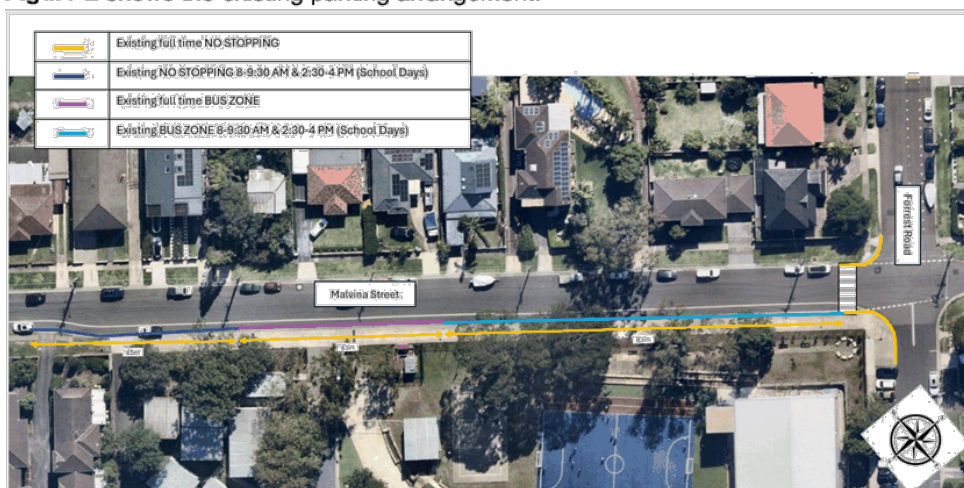 Existing full time NO STOPPING
Existing NO STOPPING 8-9:30 AM & 2:30-4 PM (School Days)
Existing full time BUS ZONE
Existing BUS ZONE 8-9:30 AM & 2:30-4 PM (School Days)
Forrest Road
Malvina Street